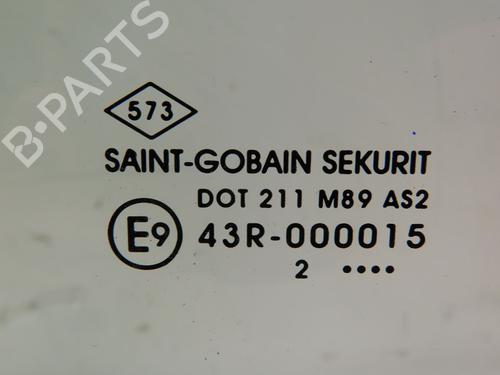 B-PARTS
573
SAINT-GOBAIN SEKURIT
DOT 211 M89 AS2
E9 43R-000015
2 ••••